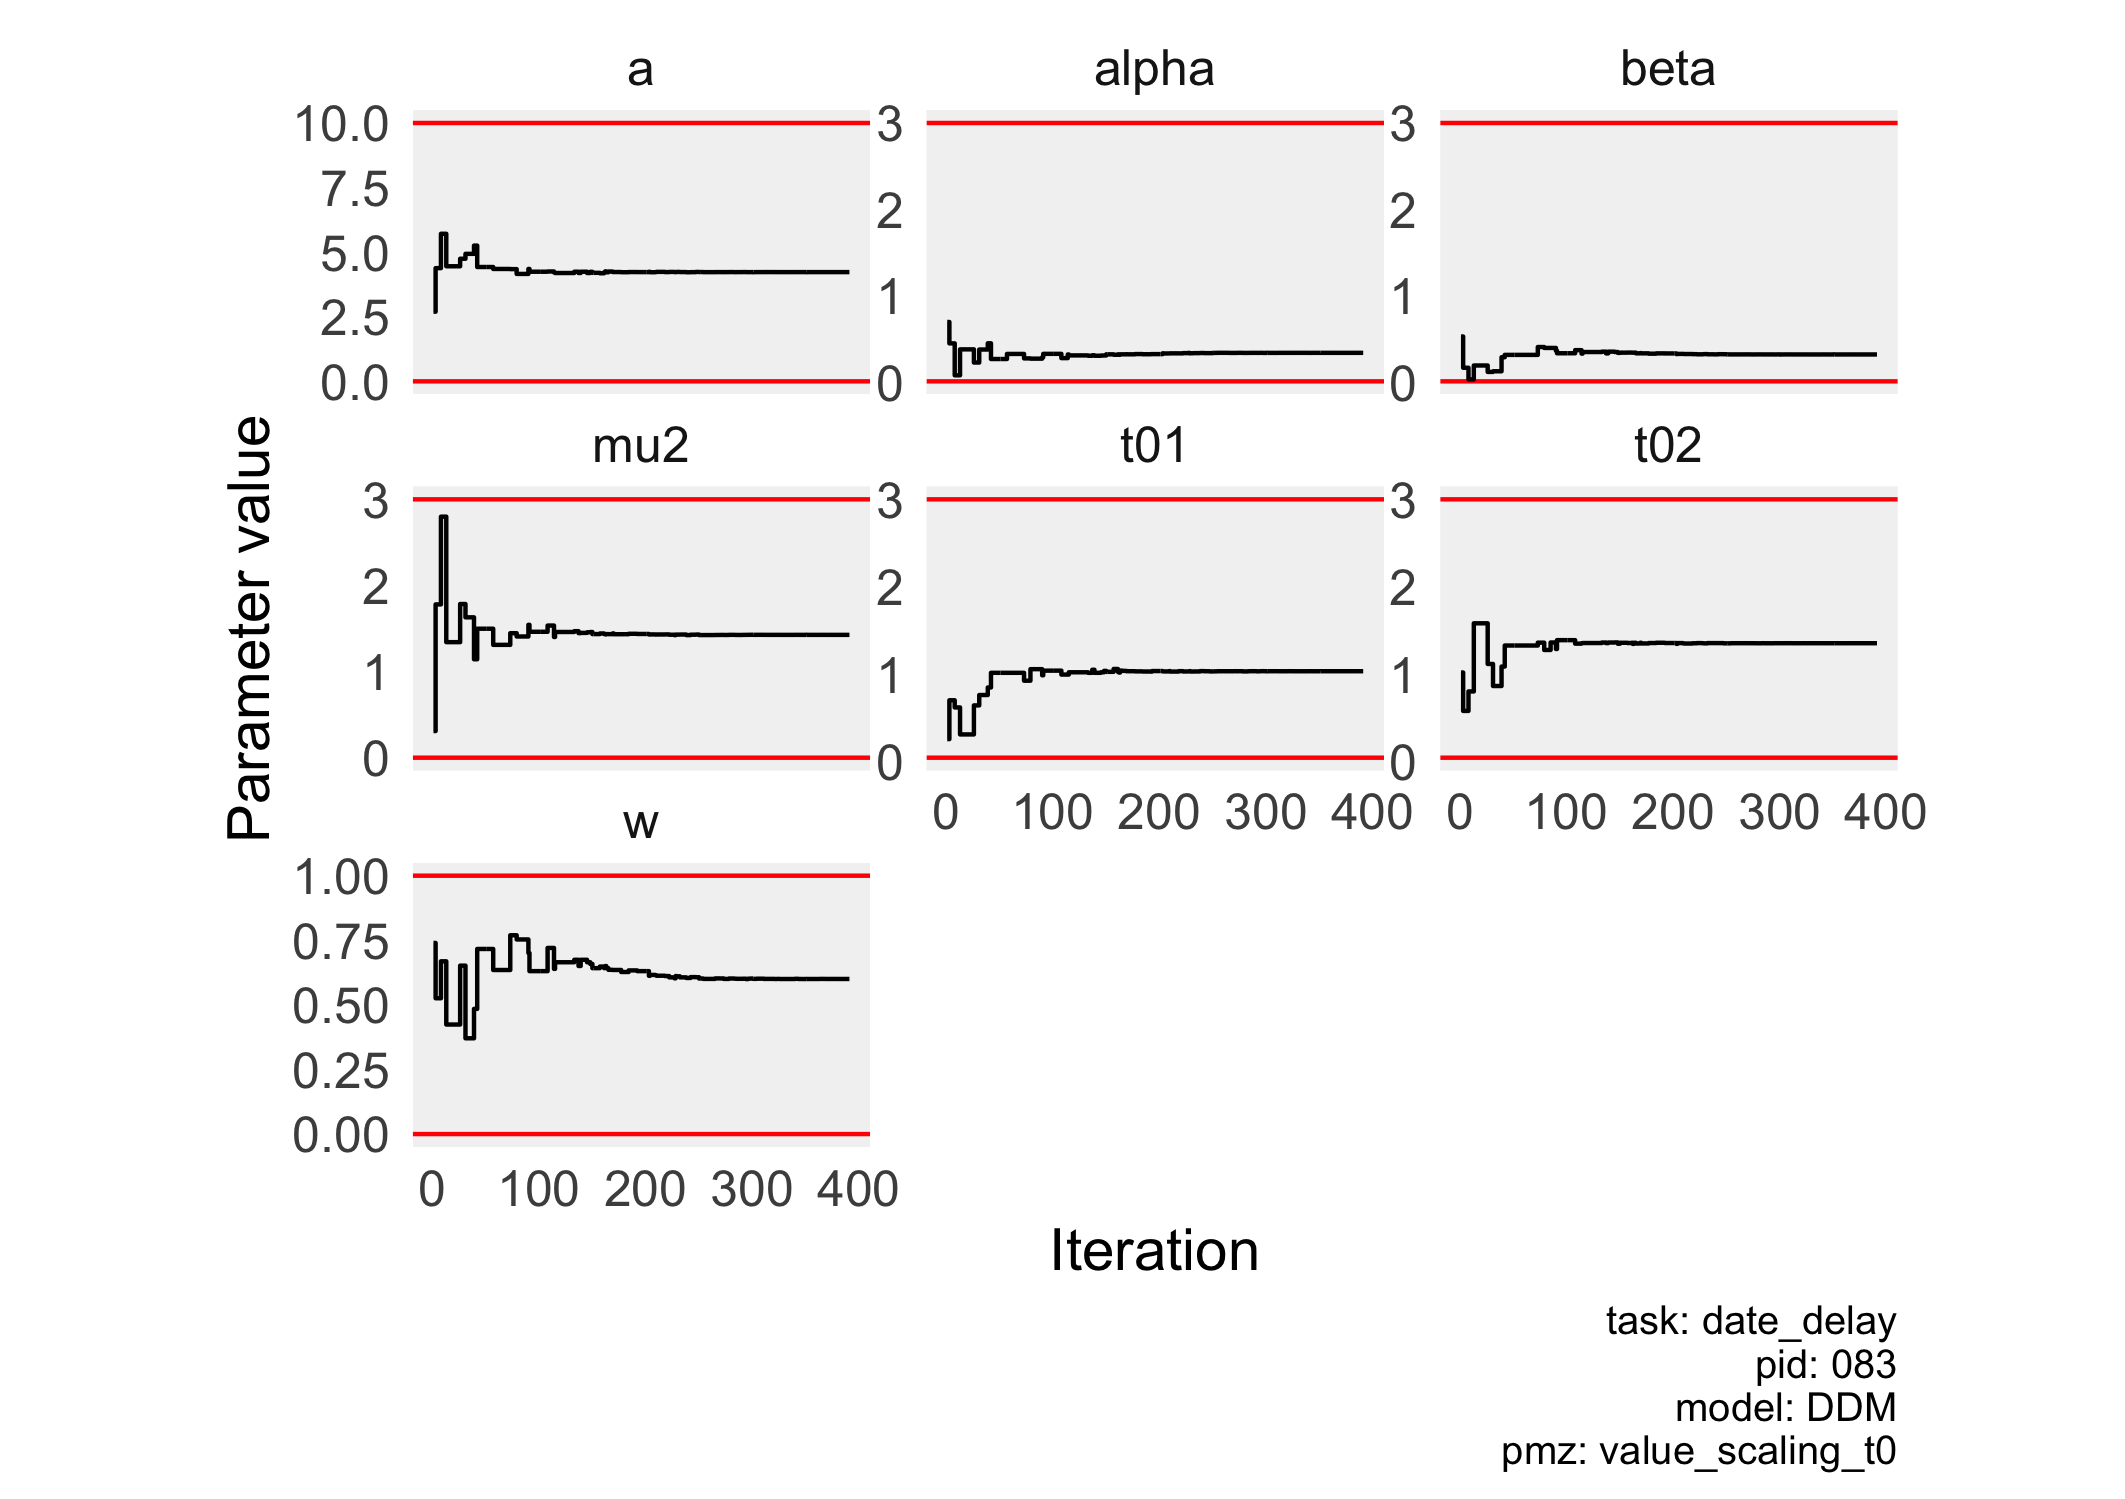 a
alpha
beta
10.0
7.5
5.0
2.5
0.0
3
2
1
0
3
2
1
0
mu2
t01
t02
3
2
1
0
3
2
1
0
3
2
1
0
0 100 200 300 400
0 100 200 300 400
w
1.00
0.75
0.50
0.25
0.00
0 100 200 300 400
Parameter value
Iteration
task: date_delay
pid: 083
model: DDM
pmz: value_scaling_t0